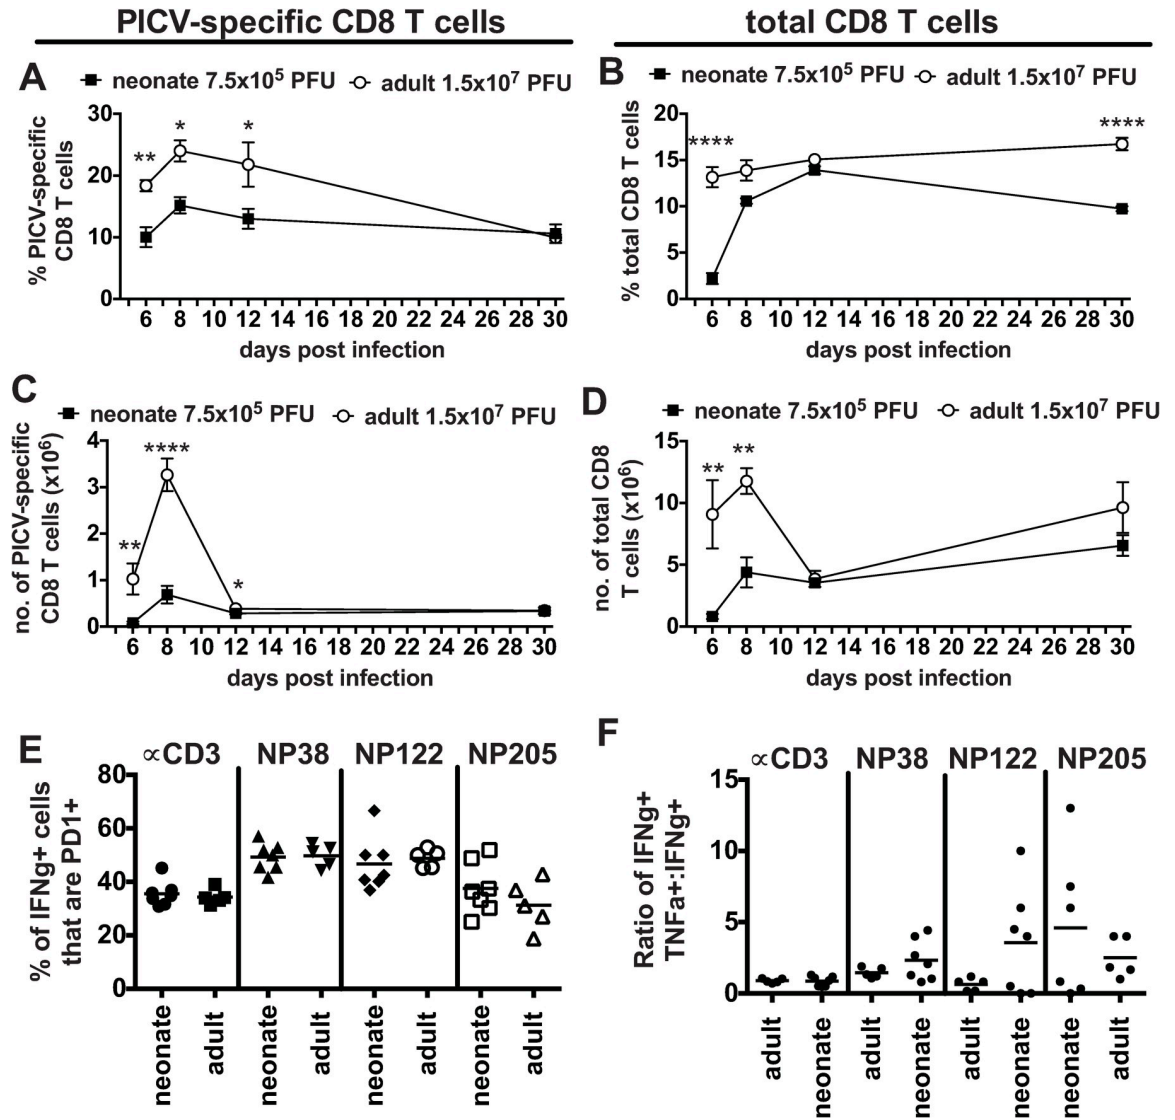 PICV-specific CD8 T cells
total CD8 T cells
A
neonate 7.5x10⁵ PFU
adult 1.5x10⁷ PFU
% PICV-specific
CD8 T cells
30
20
10
0
**
*
*
6 8 10 12 14 16 18 20 22 24 26 28 30
days post infection
B
neonate 7.5x10⁵ PFU
adult 1.5x10⁷ PFU
% total CD8 T cells
20
15
10
5
0
****
****
6 8 12 14 16 18 20 22 24 26 28 30
days post infection
C
neonate 7.5x10⁵ PFU
adult 1.5x10⁷ PFU
no. of PICV-specific
CD8 T cells (x10⁶)
4
3
2
1
0
**
****
*
6 8 10 12 14 16 18 20 22 24 26 28 30
days post infection
D
neonate 7.5x10⁵ PFU
adult 1.5x10⁷ PFU
no. of total CD8
T cells (x10⁶)
15
10
5
0
**
**
6 8 12 14 16 18 20 22 24 26 28 30
days post infection
E
∝CD3 NP38 NP122 NP205
% of IFNg+ cells
that are PD1+
80
60
40
20
0
neonate
adult
neonate
adult
neonate
adult
neonate
adult
F
∝CD3 NP38 NP122 NP205
Ratio of IFNg+
TNFa+:IFNg+
15
10
5
0
adult
neonate
adult
neonate
adult
neonate
neonate
adult